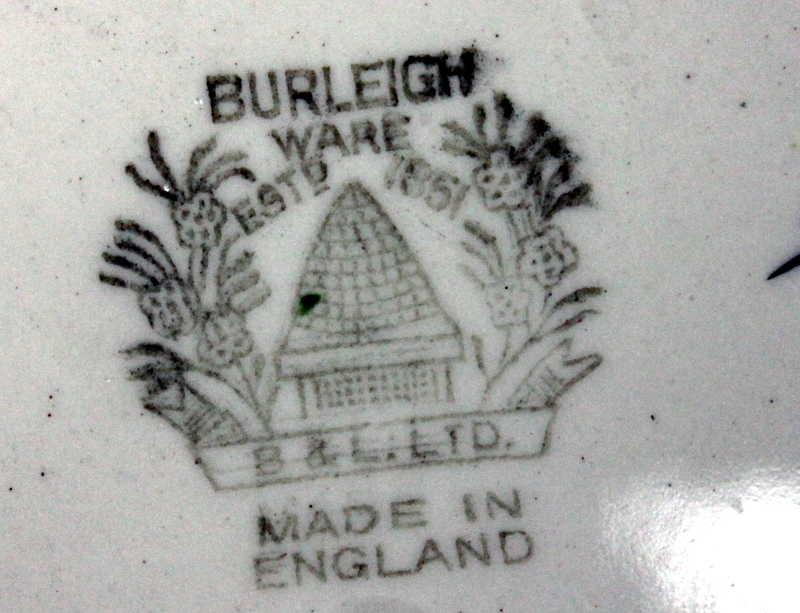 BURLEIGH
WARE
ESTD 1851
B & L. LTD.
MADE IN
ENGLAND